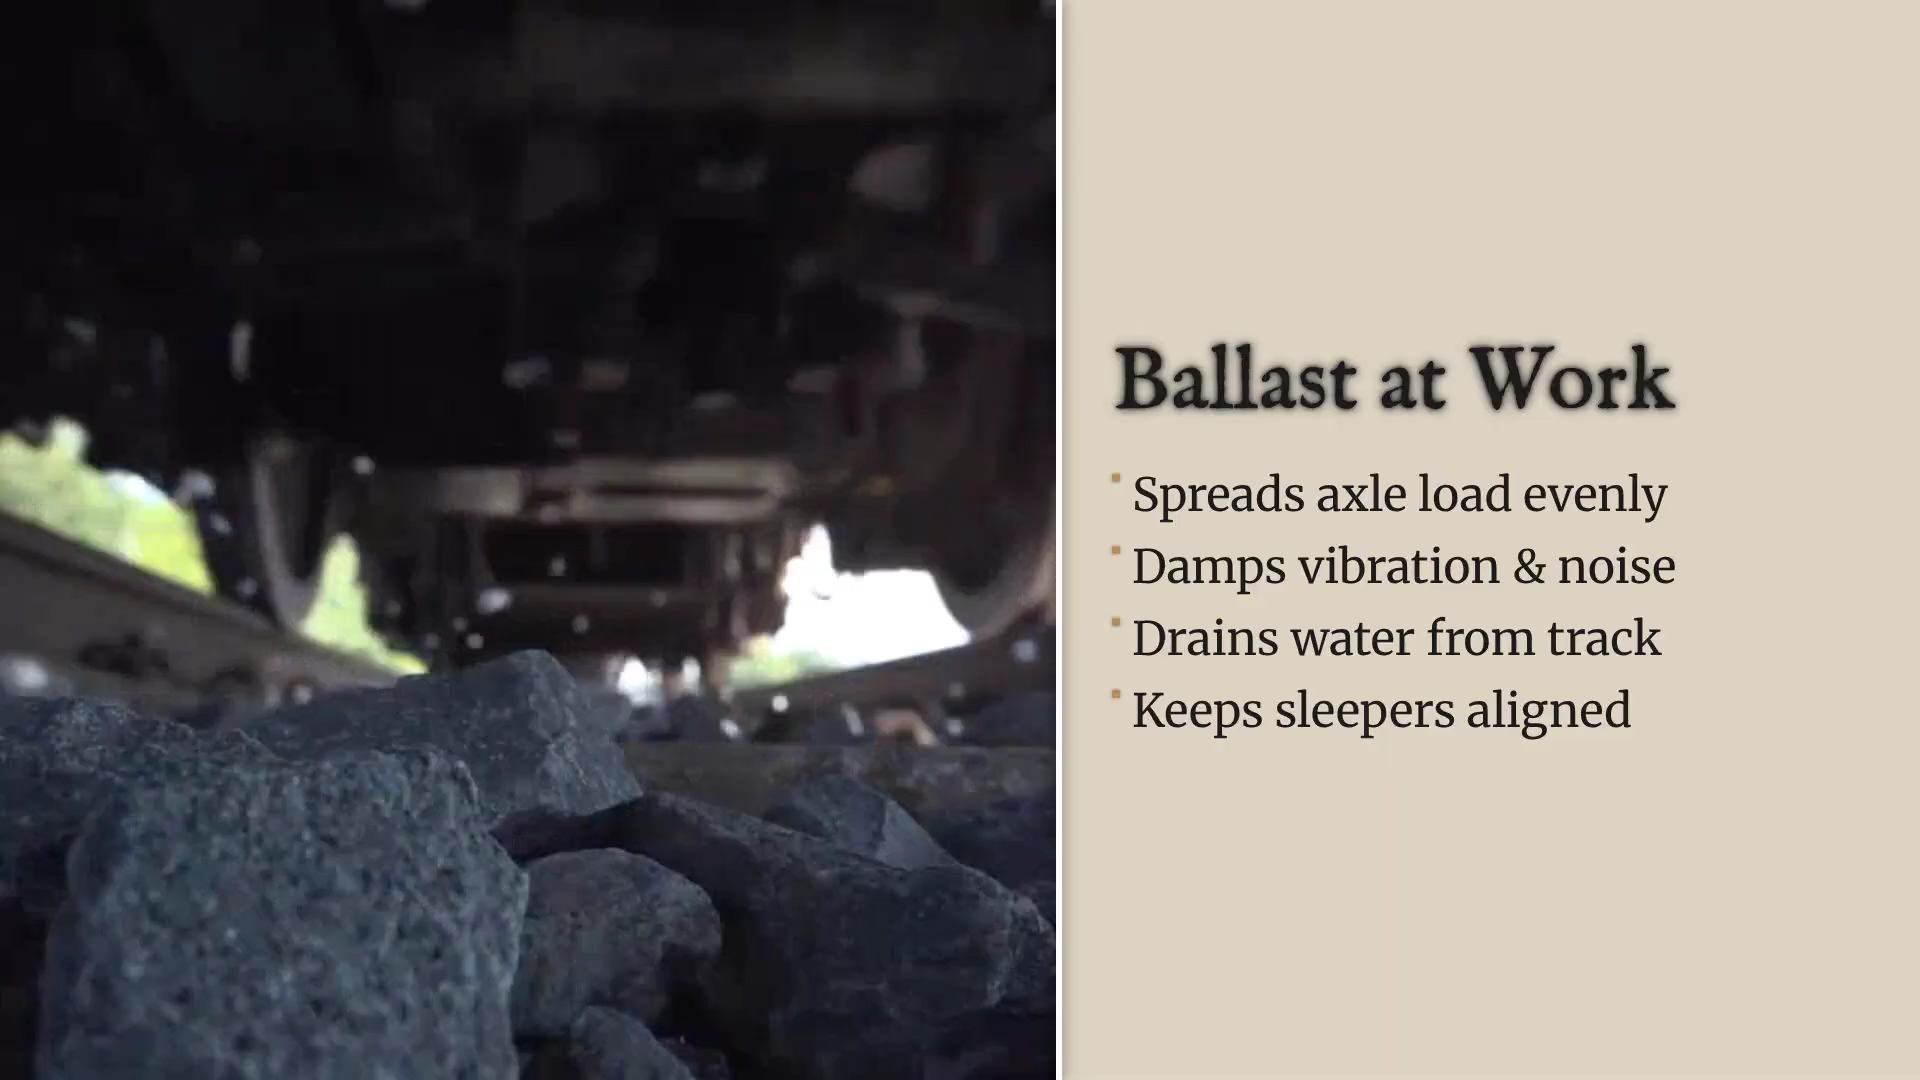 Ballast at Work
Spreads axle load evenly
Damps vibration & noise
Drains water from track
Keeps sleepers aligned